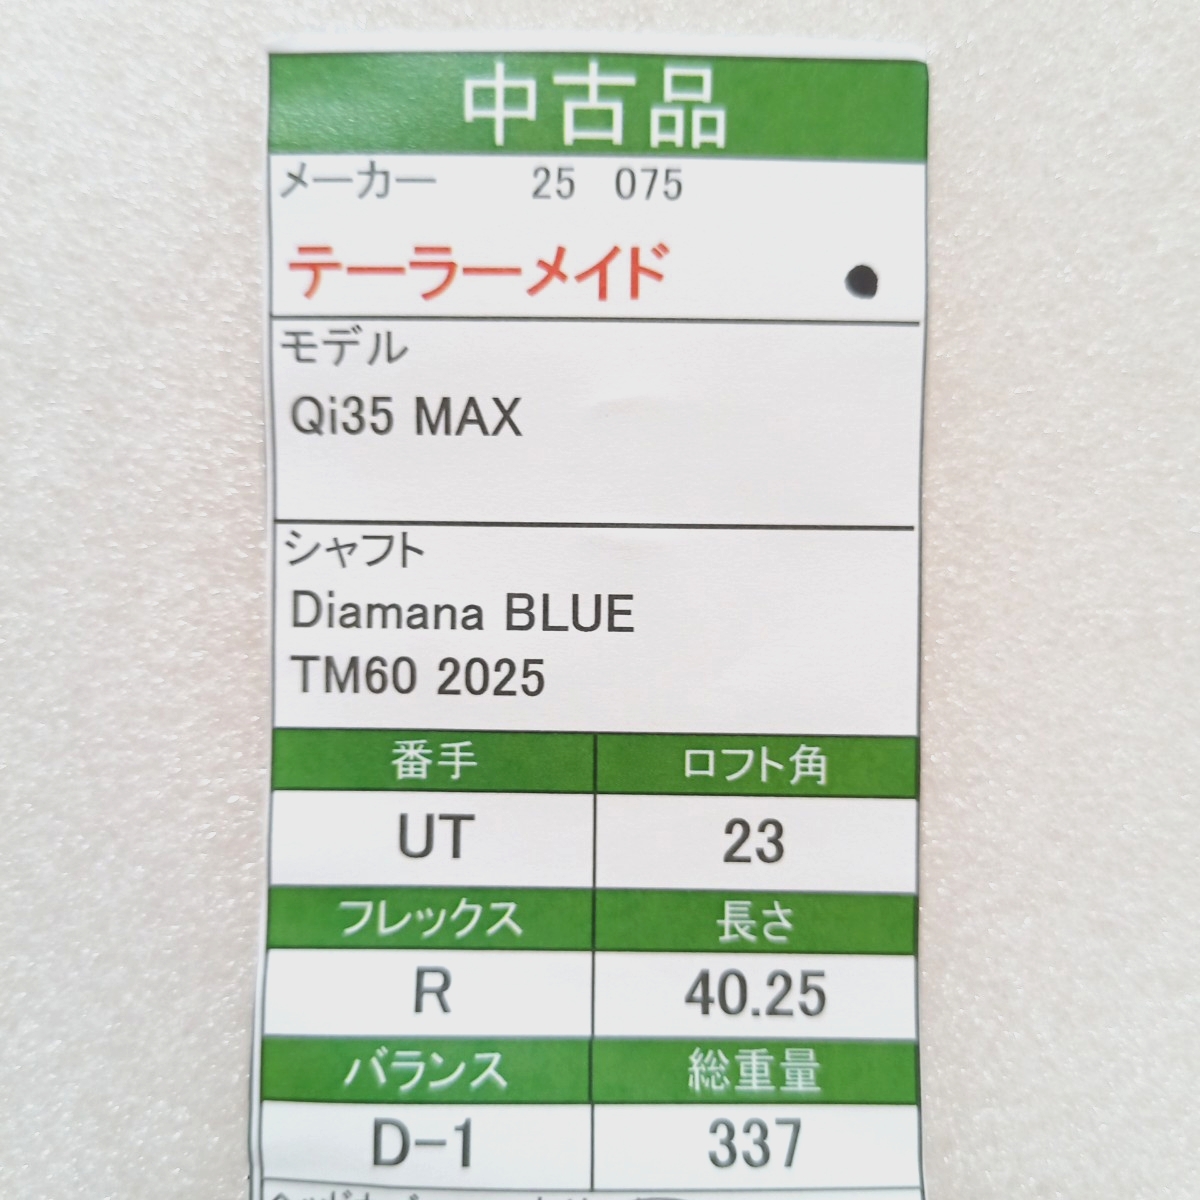 中古品
メーカー 25 075
テーラーメイド
モデル
Qi35 MAX
シャフト
Diamana BLUE
TM60 2025
番手 ロフト角
UT 23
フレックス 長さ
R 40.25
バランス 総重量
D-1 337